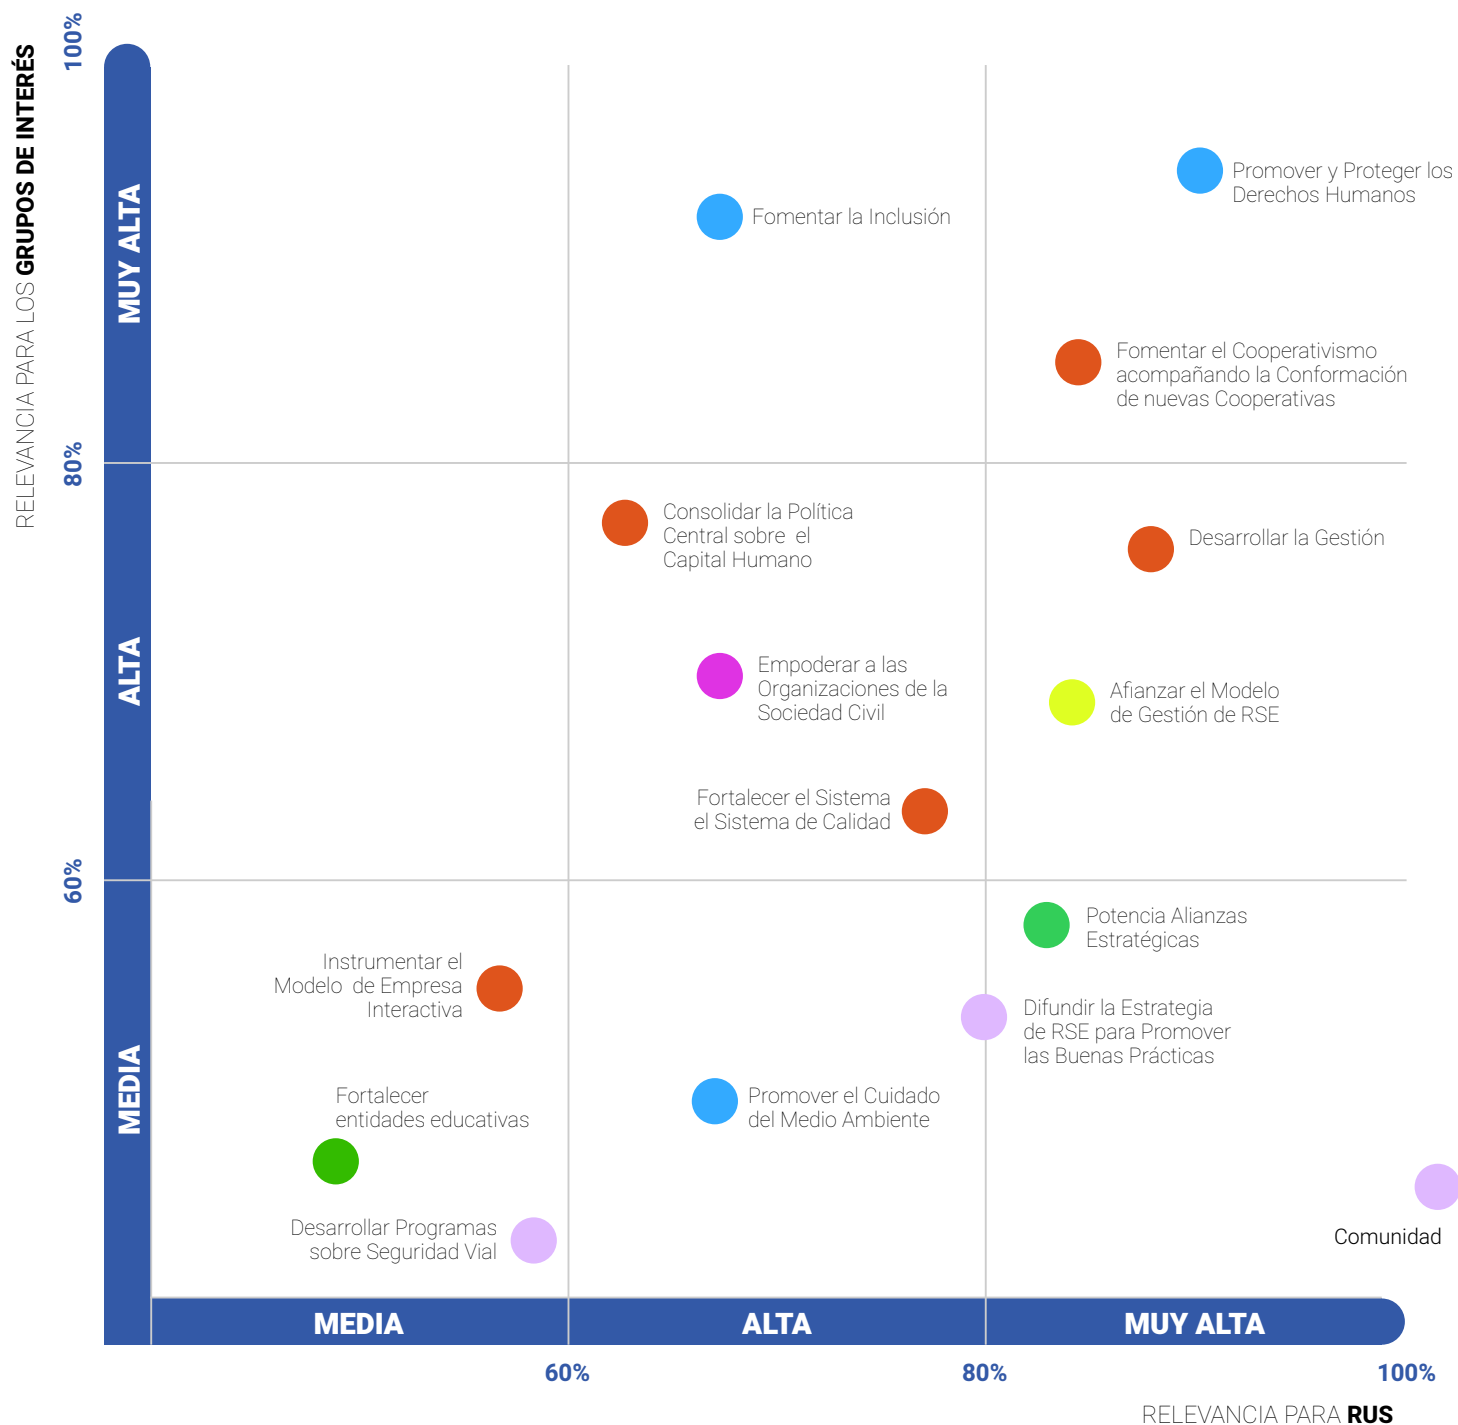 100%
RELEVANCIA PARA LOS GRUPOS DE INTERÉS
MUY ALTA
Promover y Proteger los
Derechos Humanos
Fomentar la Inclusión
Fomentar el Cooperativismo
acompañando la Conformación
de nuevas Cooperativas
80%
ALTA
Consolidar la Política
Central sobre  el
Capital Humano
Desarrollar la Gestión
Empoderar a las
Organizaciones de la
Sociedad Civil
Afianzar el Modelo
de Gestión de RSE
Fortalecer el Sistema
el Sistema de Calidad
60%
MEDIA
Potencia Alianzas
Estratégicas
Instrumentar el
Modelo  de Empresa
Interactiva
Difundir la Estrategia
de RSE para Promover
las Buenas Prácticas
Fortalecer
entidades educativas
Promover el Cuidado
del Medio Ambiente
Desarrollar Programas
sobre Seguridad Vial
Comunidad
MEDIA
ALTA
MUY ALTA
60%
80%
100%
RELEVANCIA PARA RUS